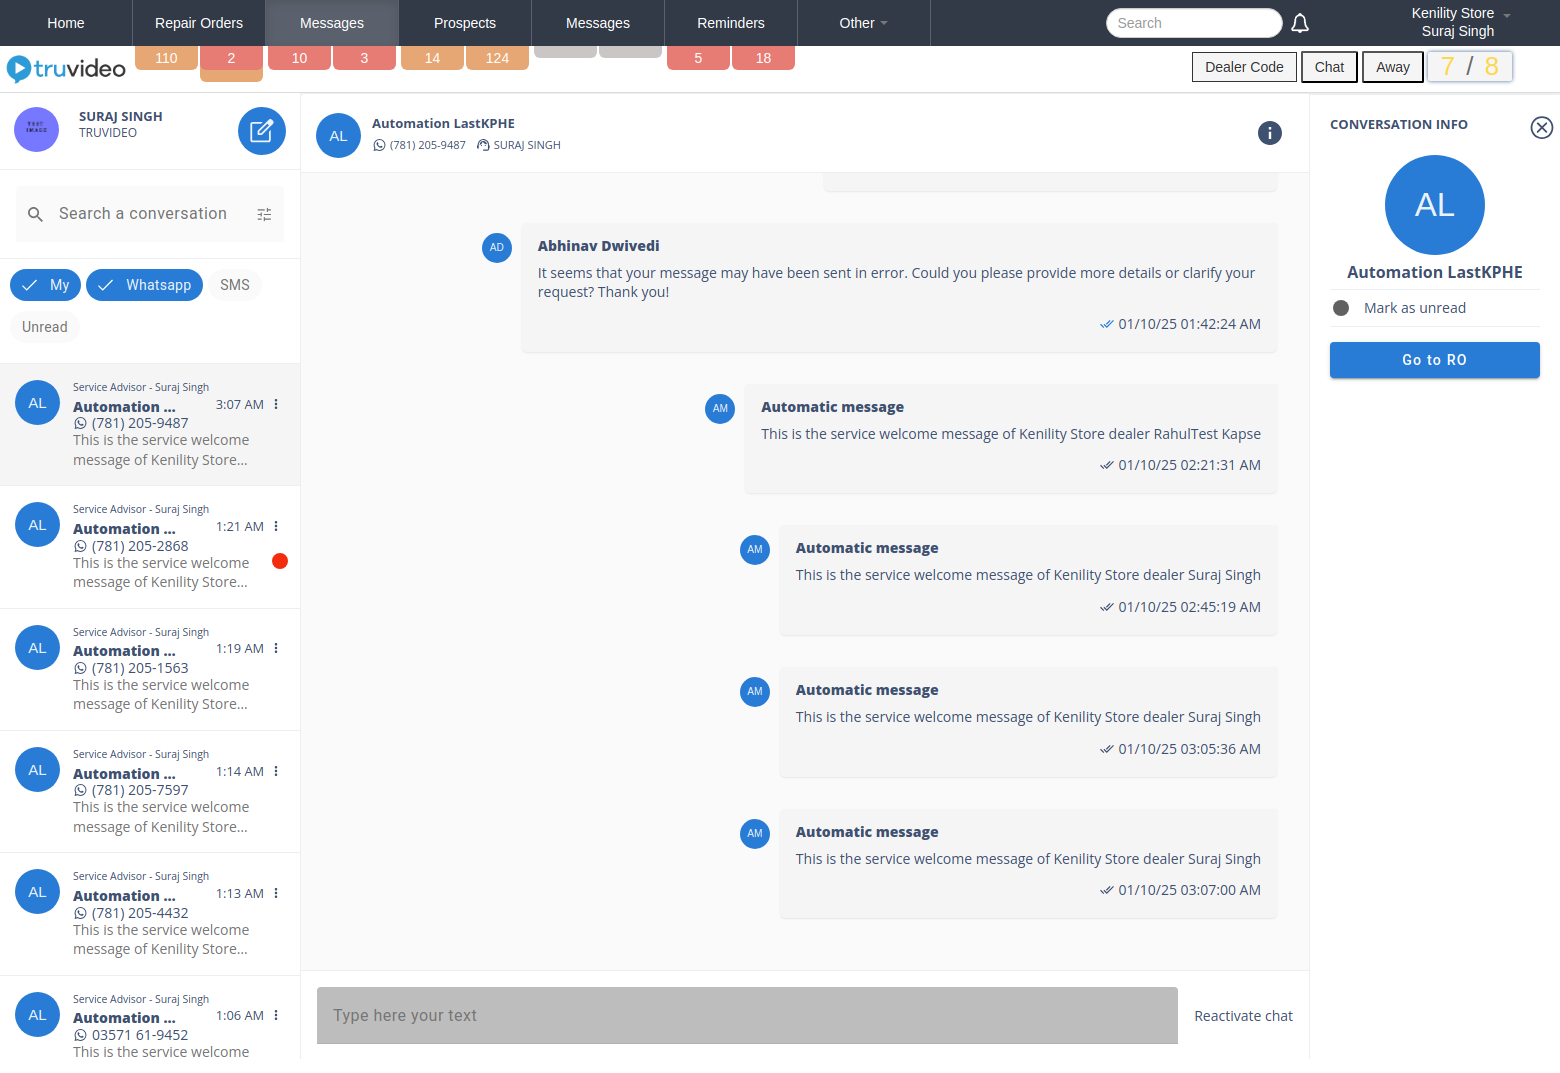 Home
Repair Orders
Messages
Prospects
Messages
Reminders
Other
Search
Kenility Store
Suraj Singh
truvideo
110
2
10
3
14
124
5
18
Dealer Code
Chat
Away
7 / 8
SURAJ SINGH
TRUVIDEO
Search a conversation
My
Whatsapp
SMS
Unread
AL
Service Advisor - Suraj Singh
Automation ...
3:07 AM
(781) 205-9487
This is the service welcome
message of Kenility Store...
AL
Service Advisor - Suraj Singh
Automation ...
1:21 AM
(781) 205-2868
This is the service welcome
message of Kenility Store...
AL
Service Advisor - Suraj Singh
Automation ...
1:19 AM
(781) 205-1563
This is the service welcome
message of Kenility Store...
AL
Service Advisor - Suraj Singh
Automation ...
1:14 AM
(781) 205-7597
This is the service welcome
message of Kenility Store...
AL
Service Advisor - Suraj Singh
Automation ...
1:13 AM
(781) 205-4432
This is the service welcome
message of Kenility Store...
AL
Service Advisor - Suraj Singh
Automation ...
1:06 AM
03571 61-9452
This is the service welcome
AL
Automation LastKPHE
(781) 205-9487 SURAJ SINGH
AD
Abhinav Dwivedi
It seems that your message may have been sent in error. Could you please provide more details or clarify your
request? Thank you!
01/10/25 01:42:24 AM
AM
Automatic message
This is the service welcome message of Kenility Store dealer RahulTest Kapse
01/10/25 02:21:31 AM
AM
Automatic message
This is the service welcome message of Kenility Store dealer Suraj Singh
01/10/25 02:45:19 AM
AM
Automatic message
This is the service welcome message of Kenility Store dealer Suraj Singh
01/10/25 03:05:36 AM
AM
Automatic message
This is the service welcome message of Kenility Store dealer Suraj Singh
01/10/25 03:07:00 AM
Type here your text
Reactivate chat
CONVERSATION INFO
AL
Automation LastKPHE
Mark as unread
Go to RO